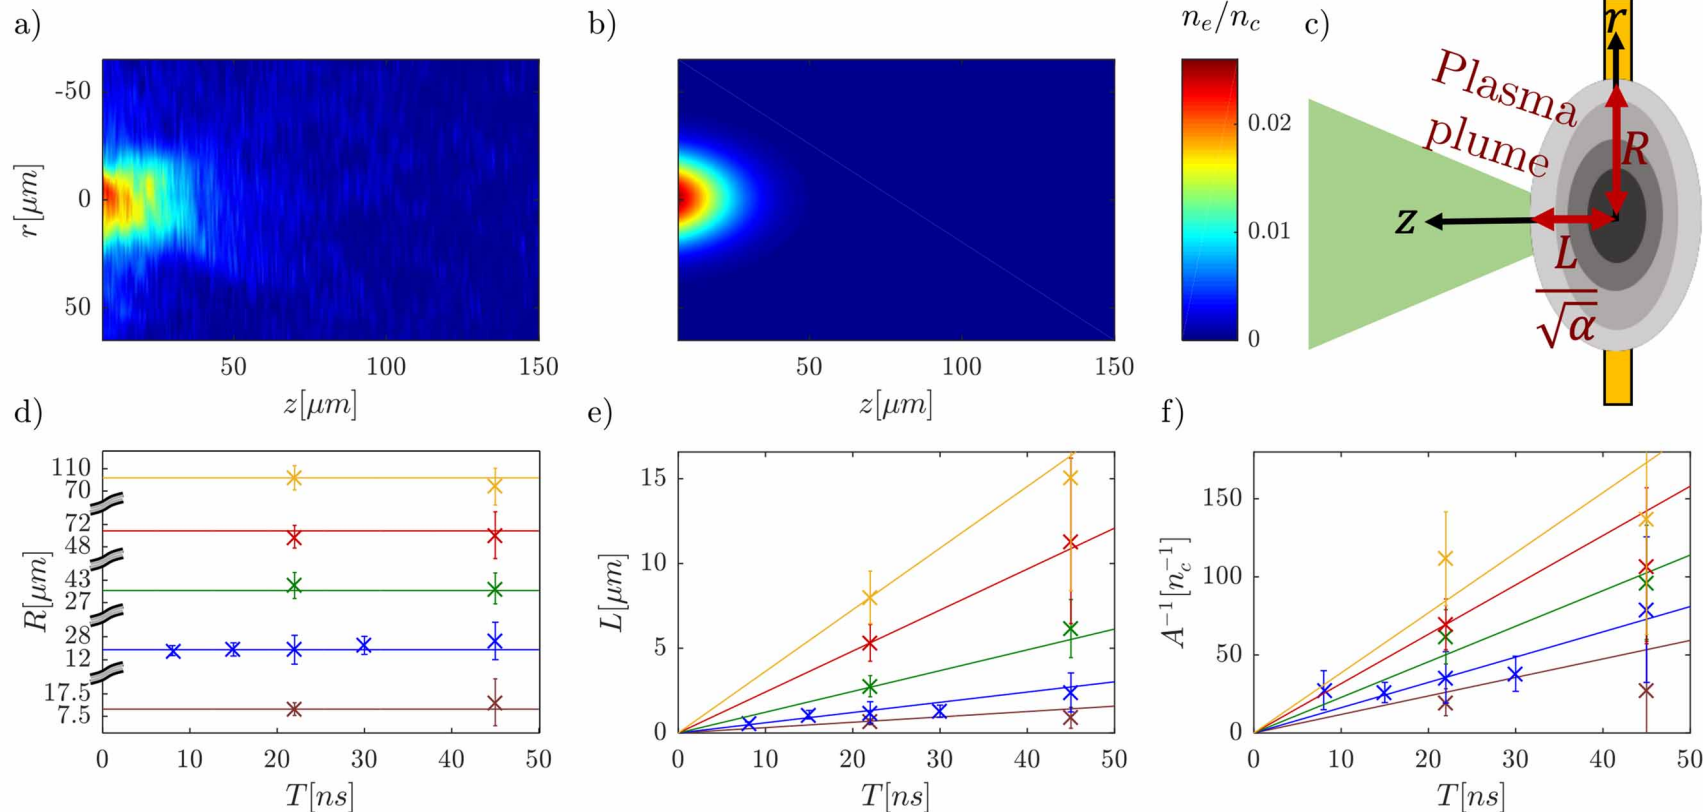 a)
-50
0
50
r[μm]
50
100
150
z[μm]
b)
50
100
150
z[μm]
n_e/n_c
0.02
0.01
0
c)
r
Plasma
plume
R
z
L
√α
d)
110
70
72
48
43
27
28
12
17.5
7.5
R[μm]
0
10
20
30
40
50
T[ns]
e)
15
10
5
0
L[μm]
0
10
20
30
40
50
T[ns]
f)
150
100
50
0
A⁻¹[n_c⁻¹]
0
10
20
30
40
50
T[ns]